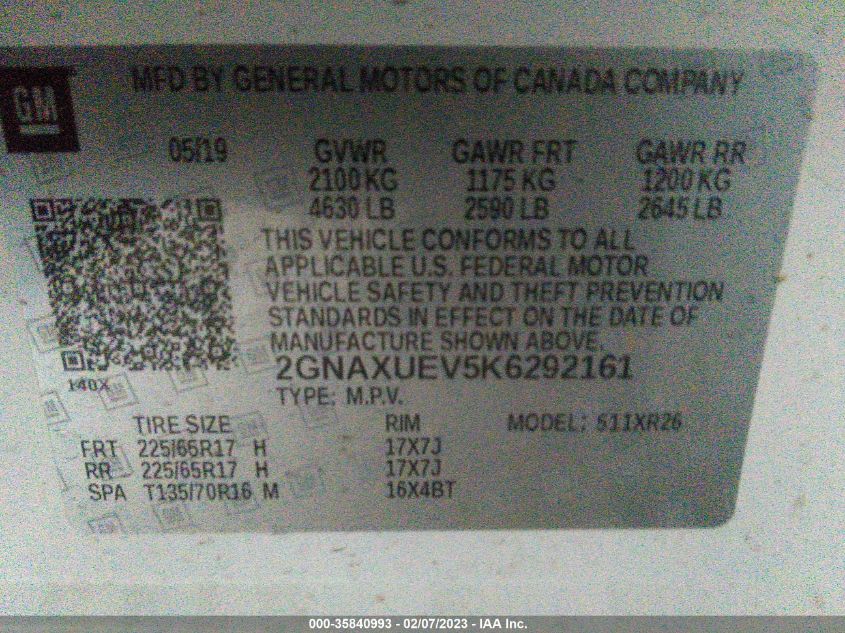 MFD BY GENERAL MOTORS OF CANADA COMPANY
GM
05/19 GVWR GAWR FRT GAWR RR
2100 KG 1175 KG 1200 KG
4630 LB 2590 LB 2645 LB
THIS VEHICLE CONFORMS TO ALL
APPLICABLE U.S. FEDERAL MOTOR
VEHICLE SAFETY AND THEFT PREVENTION
STANDARDS IN EFFECT ON THE DATE OF
MANUFACTURE SHOWN ABOVE.
2GNAXUEV5K6292161
140X
TYPE: M.P.V.
TIRE SIZE RIM MODEL: 511XR26
FRT 225/65R17 H 17X7J
RR 225/65R17 H 17X7J
SPA T135/70R16 M 16X4BT
000-35840993 - 02/07/2023 - IAA Inc.